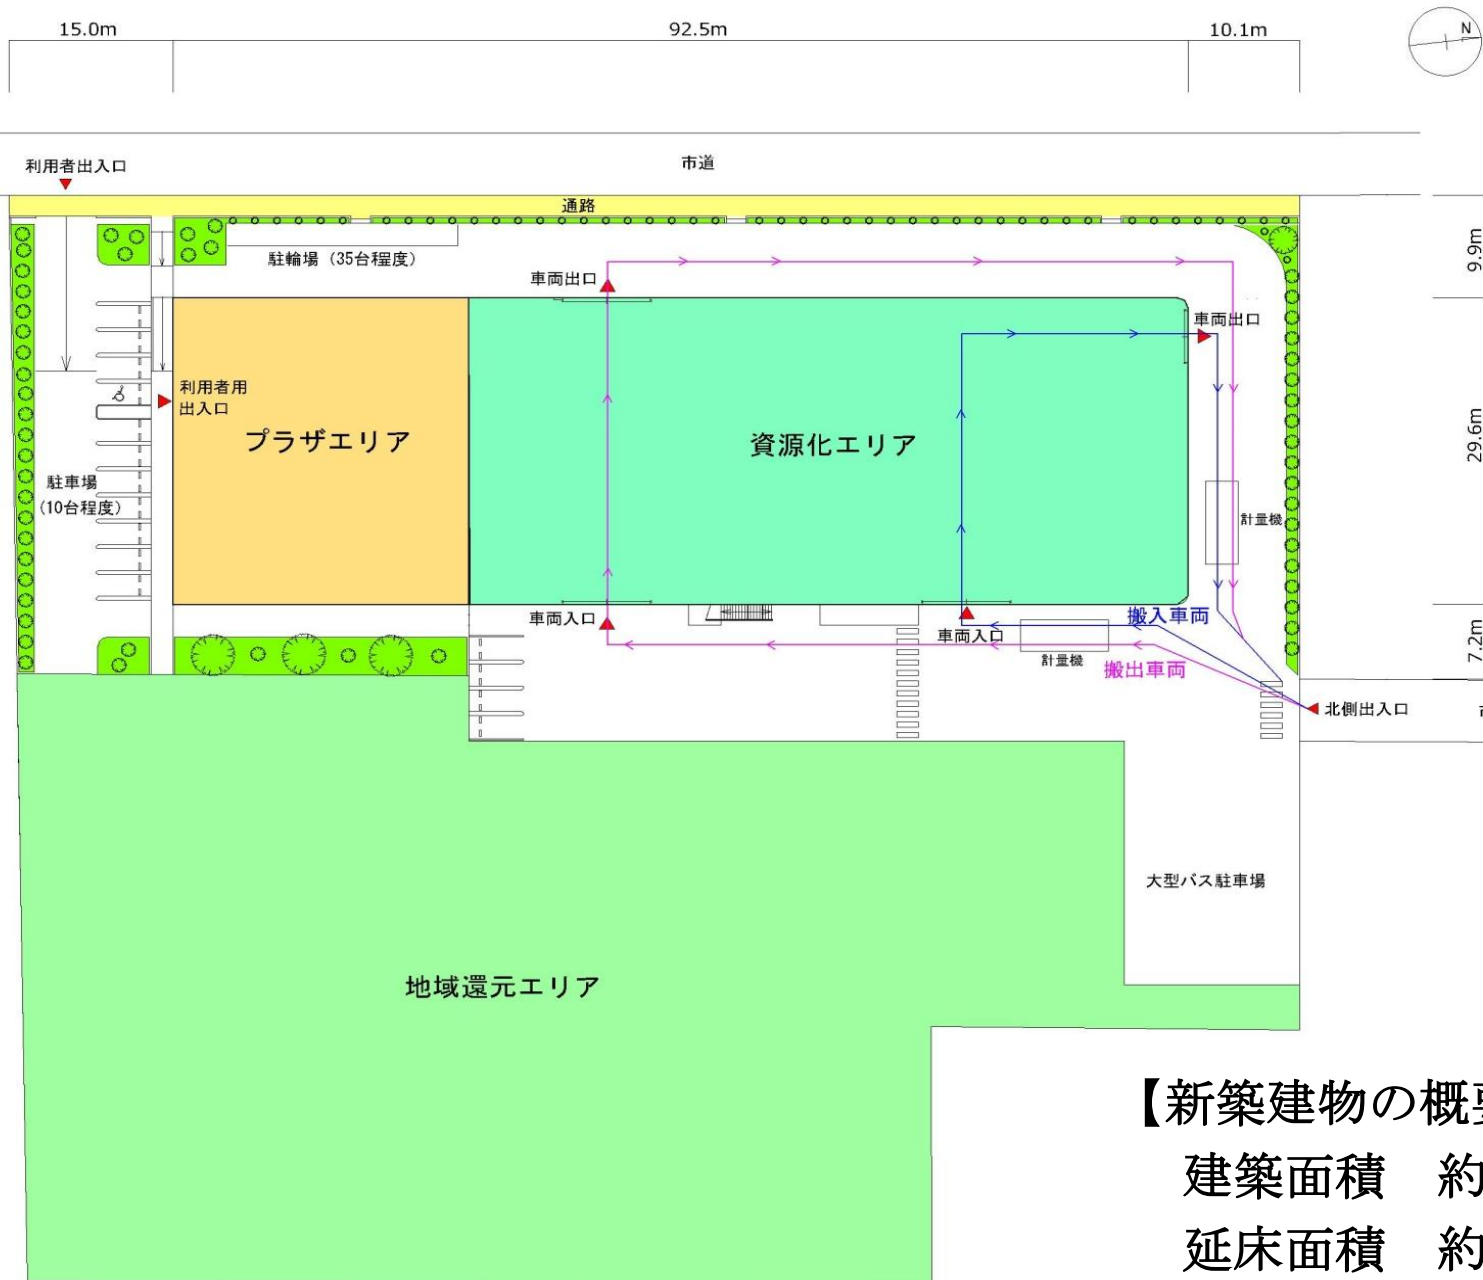 15.0m
92.5m
10.1m
N
利用者出入口
市道
通路
9.9m
駐輪場（35台程度）
車両出口
車両出口
利用者用
出入口
プラザエリア
資源化エリア
29.6m
駐車場
(10台程度)
計量機
車両入口
車両入口
搬入車両
7.2m
計量機
搬出車両
北側出入口
大型バス駐車場
地域還元エリア
【新築建物の概要
建築面積　約
延床面積　約